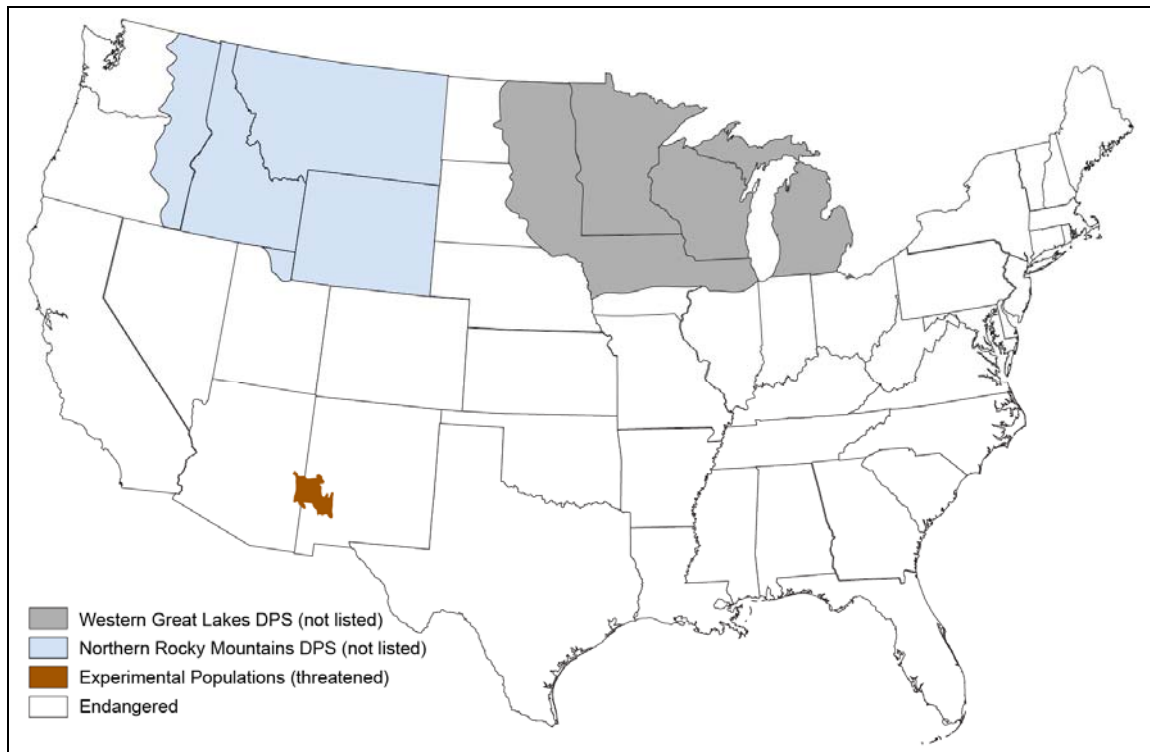 Western Great Lakes DPS (not listed)
Northern Rocky Mountains DPS (not listed)
Experimental Populations (threatened)
Endangered